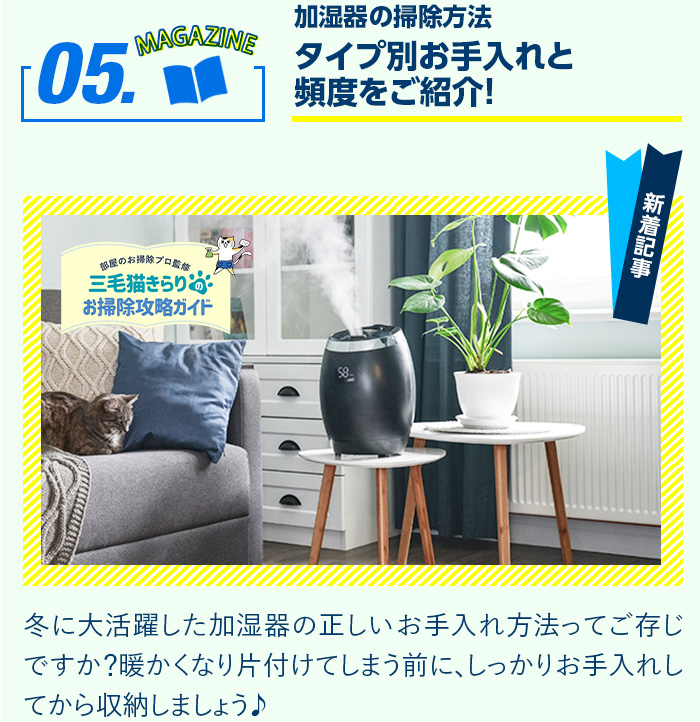 05.
MAGAZINE
加湿器の掃除方法
タイプ別お手入れと
頻度をご紹介!
新着記事
部屋のお掃除プロ監修
三毛猫きらりの
お掃除攻略ガイド
58
冬に大活躍した加湿器の正しいお手入れ方法ってご存じ
ですか?暖かくなり片付けてしまう前に、しっかりお手入れし
てから収納しましょう♪